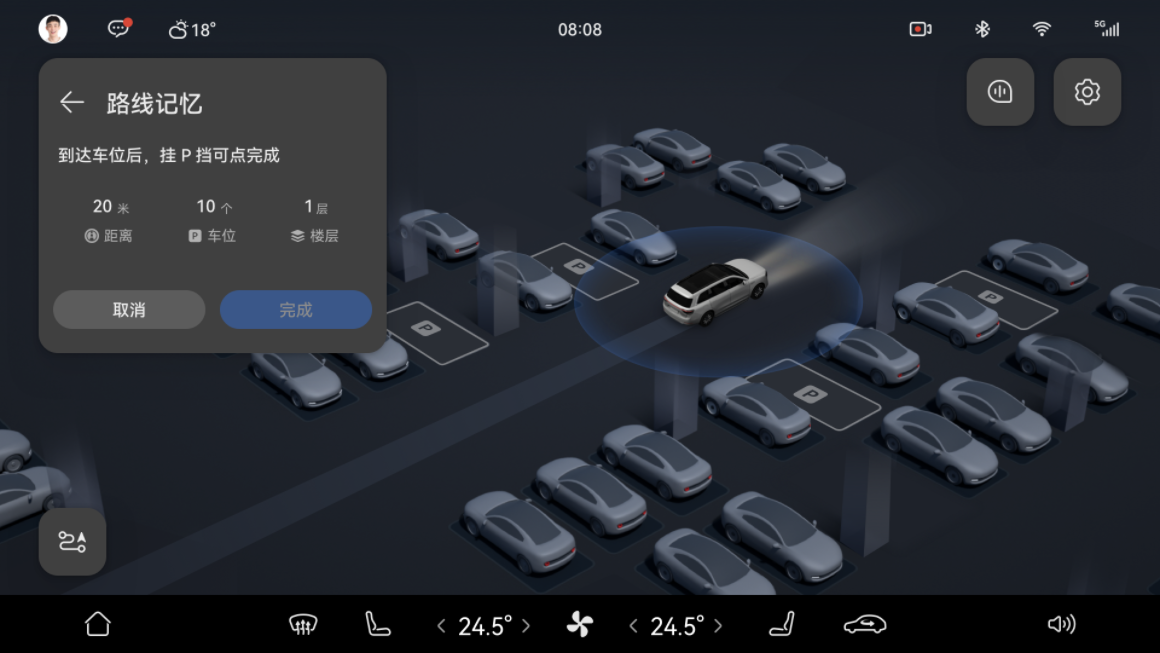 18°
08:08
5G
路线记忆
到达车位后，挂 P 挡可点完成
20 米
10 个
1 层
距离
P 车位
楼层
取消
完成
P
P
P
P
24.5°
24.5°